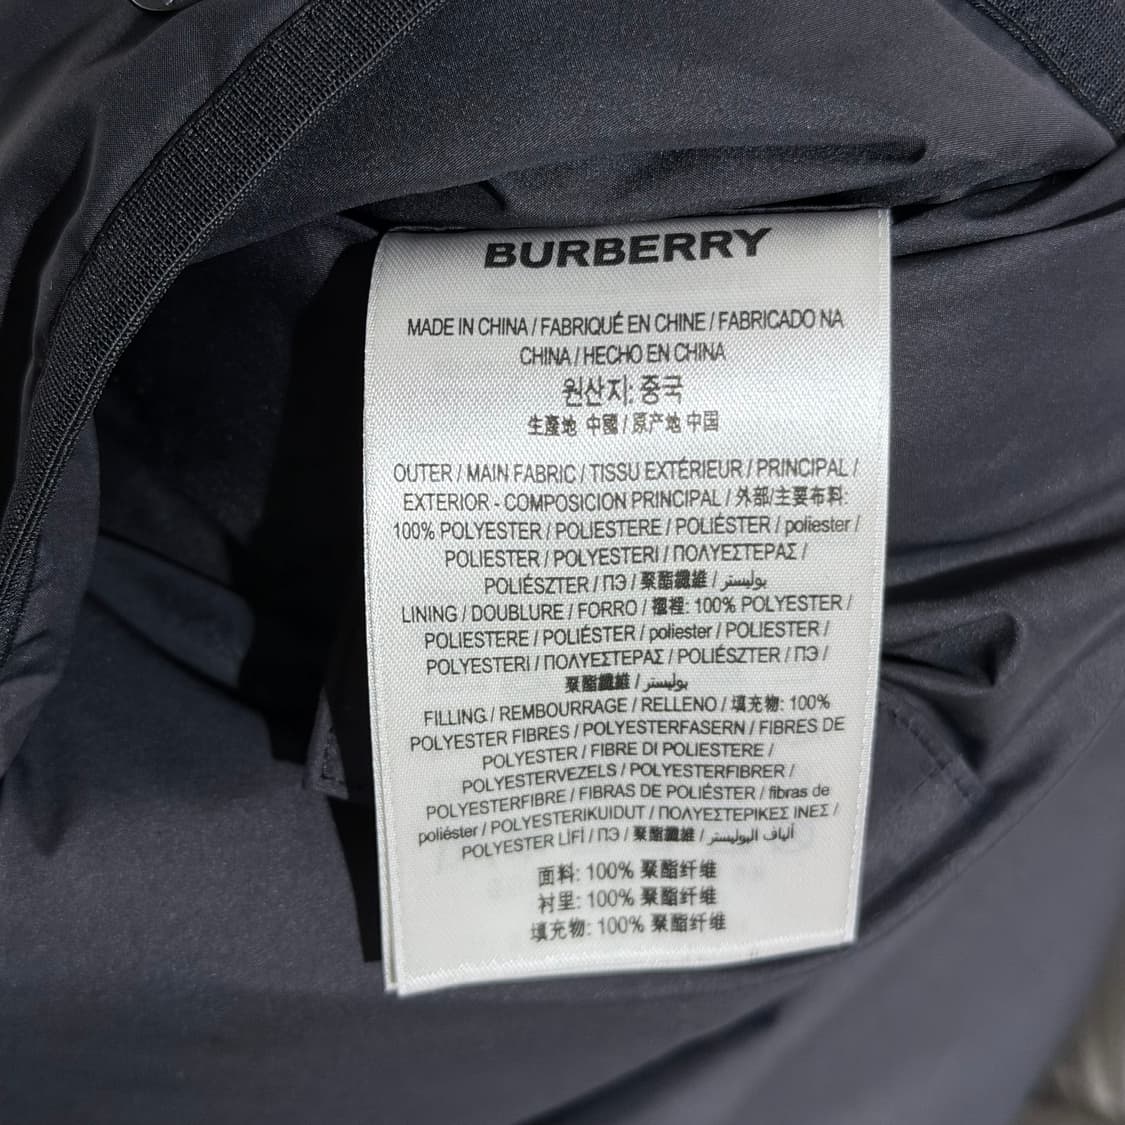 BURBERRY
MADE IN CHINA / FABRIQUÉ EN CHINE / FABRICADO NA
CHINA / HECHO EN CHINA
원산지: 중국
生產地 中國 / 原产地 中国
OUTER / MAIN FABRIC / TISSU EXTÉRIEUR / PRINCIPAL /
EXTERIOR - COMPOSICION PRINCIPAL / 外部/主要布料:
100% POLYESTER / POLIESTERE / POLIÉSTER / poliester /
POLIESTER / POLYESTERI / ΠΟΛΥΕΣΤΕΡΑΣ /
POLIÉSZTER / ПЭ / 聚酯纖維 / بوليستر
LINING / DOUBLURE / FORRO / 襤裡: 100% POLYESTER /
POLIESTERE / POLIÉSTER / poliester / POLIESTER /
POLYESTERI / ΠΟΛΥΕΣΤΕΡΑΣ / POLIÉSZTER / ПЭ /
聚酯纖維 / بوليستر
FILLING / REMBOURRAGE / RELLENO / 填充物: 100%
POLYESTER FIBRES / POLYESTERFASERN / FIBRES DE
POLYESTER / FIBRE DI POLIESTERE /
POLYESTERVEZELS / POLYESTERFIBRER /
POLYESTERFIBRE / FIBRAS DE POLIÉSTER / fibras de
poliéster / POLYESTERIKUIDUT / ΠΟΛΥΕΣΤΕΡΙΚΕΣ ΙΝΕΣ /
POLYESTER LİFİ / ПЭ / 聚酯纖維 / ألياف البوليستر
面料: 100% 聚酯纤维
衬里: 100% 聚酯纤维
填充物: 100% 聚酯纤维